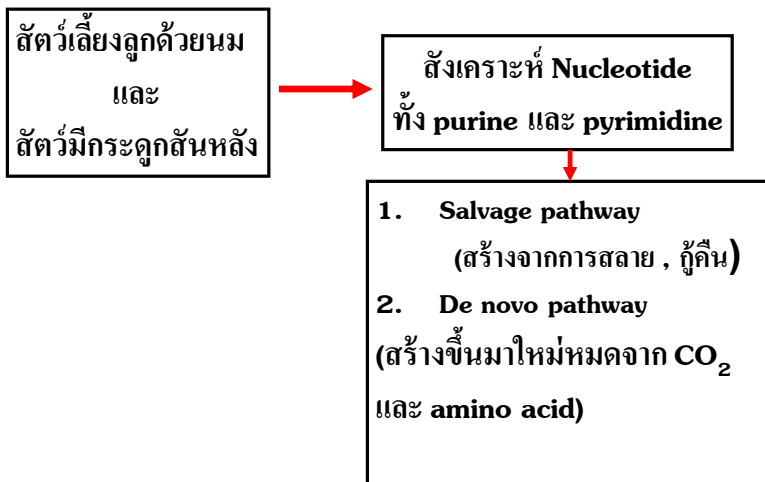 สัตว์เลี้ยงลูกด้วยนม
และ
สัตว์มีกระดูกสันหลัง
สังเคราะห์ Nucleotide
ทั้ง purine และ pyrimidine
1. Salvage pathway
(สร้างจากการสลาย , กู้คืน)
2. De novo pathway
(สร้างขึ้นมาใหม่หมดจาก CO₂
และ amino acid)